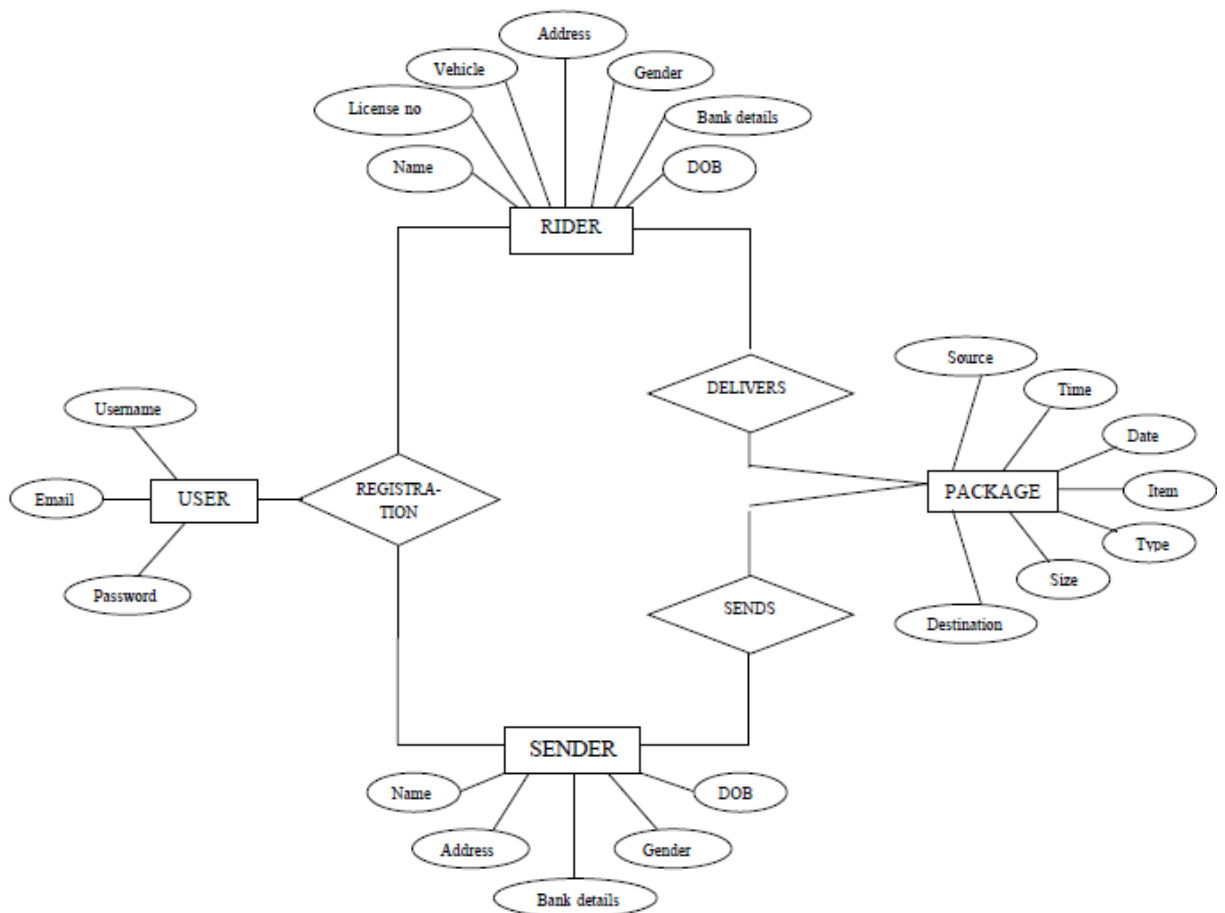 Address
Vehicle
Gender
License no
Bank details
Name
DOB
RIDER
Source
DELIVERS
Time
Username
Date
Email
USER
REGISTRA-
TION
PACKAGE
Item
Type
Password
Size
SENDS
Destination
SENDER
Name
DOB
Address
Gender
Bank details